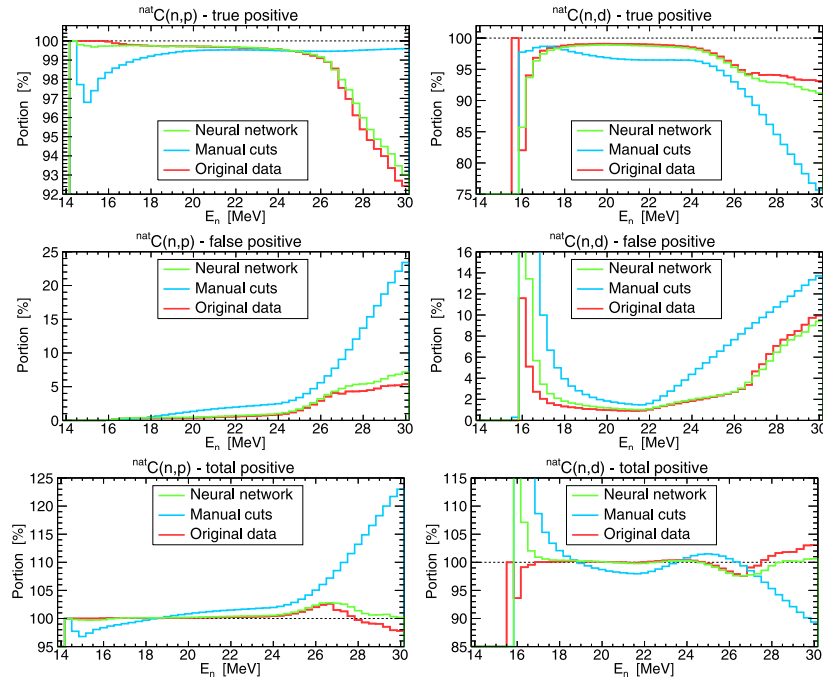 natC(n,p) - true positive
Portion [%]
100
99
98
97
96
95
94
93
92
Neural network
Manual cuts
Original data
14 16 18 20 22 24 26 28 30
E_n [MeV]
natC(n,d) - true positive
Portion [%]
100
95
90
85
80
75
Neural network
Manual cuts
Original data
14 16 18 20 22 24 26 28 30
E_n [MeV]
natC(n,p) - false positive
Portion [%]
25
20
15
10
5
0
Neural network
Manual cuts
Original data
14 16 18 20 22 24 26 28 30
E_n [MeV]
natC(n,d) - false positive
Portion [%]
16
14
12
10
8
6
4
2
Neural network
Manual cuts
Original data
14 16 18 20 22 24 26 28 30
E_n [MeV]
natC(n,p) - total positive
Portion [%]
125
120
115
110
105
100
95
Neural network
Manual cuts
Original data
14 16 18 20 22 24 26 28 30
E_n [MeV]
natC(n,d) - total positive
Portion [%]
115
110
105
100
95
90
85
Neural network
Manual cuts
Original data
14 16 18 20 22 24 26 28 30
E_n [MeV]